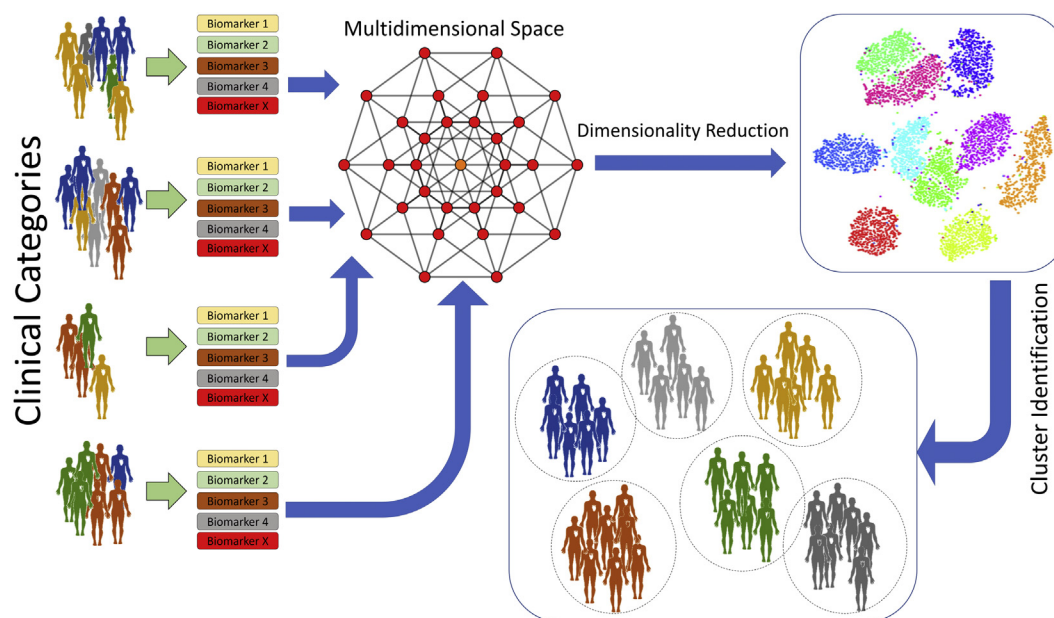 Clinical Categories
Biomarker 1
Biomarker 2
Biomarker 3
Biomarker 4
Biomarker X
Biomarker 1
Biomarker 2
Biomarker 3
Biomarker 4
Biomarker X
Biomarker 1
Biomarker 2
Biomarker 3
Biomarker 4
Biomarker X
Biomarker 1
Biomarker 2
Biomarker 3
Biomarker 4
Biomarker X
Multidimensional Space
Dimensionality Reduction
Cluster Identification